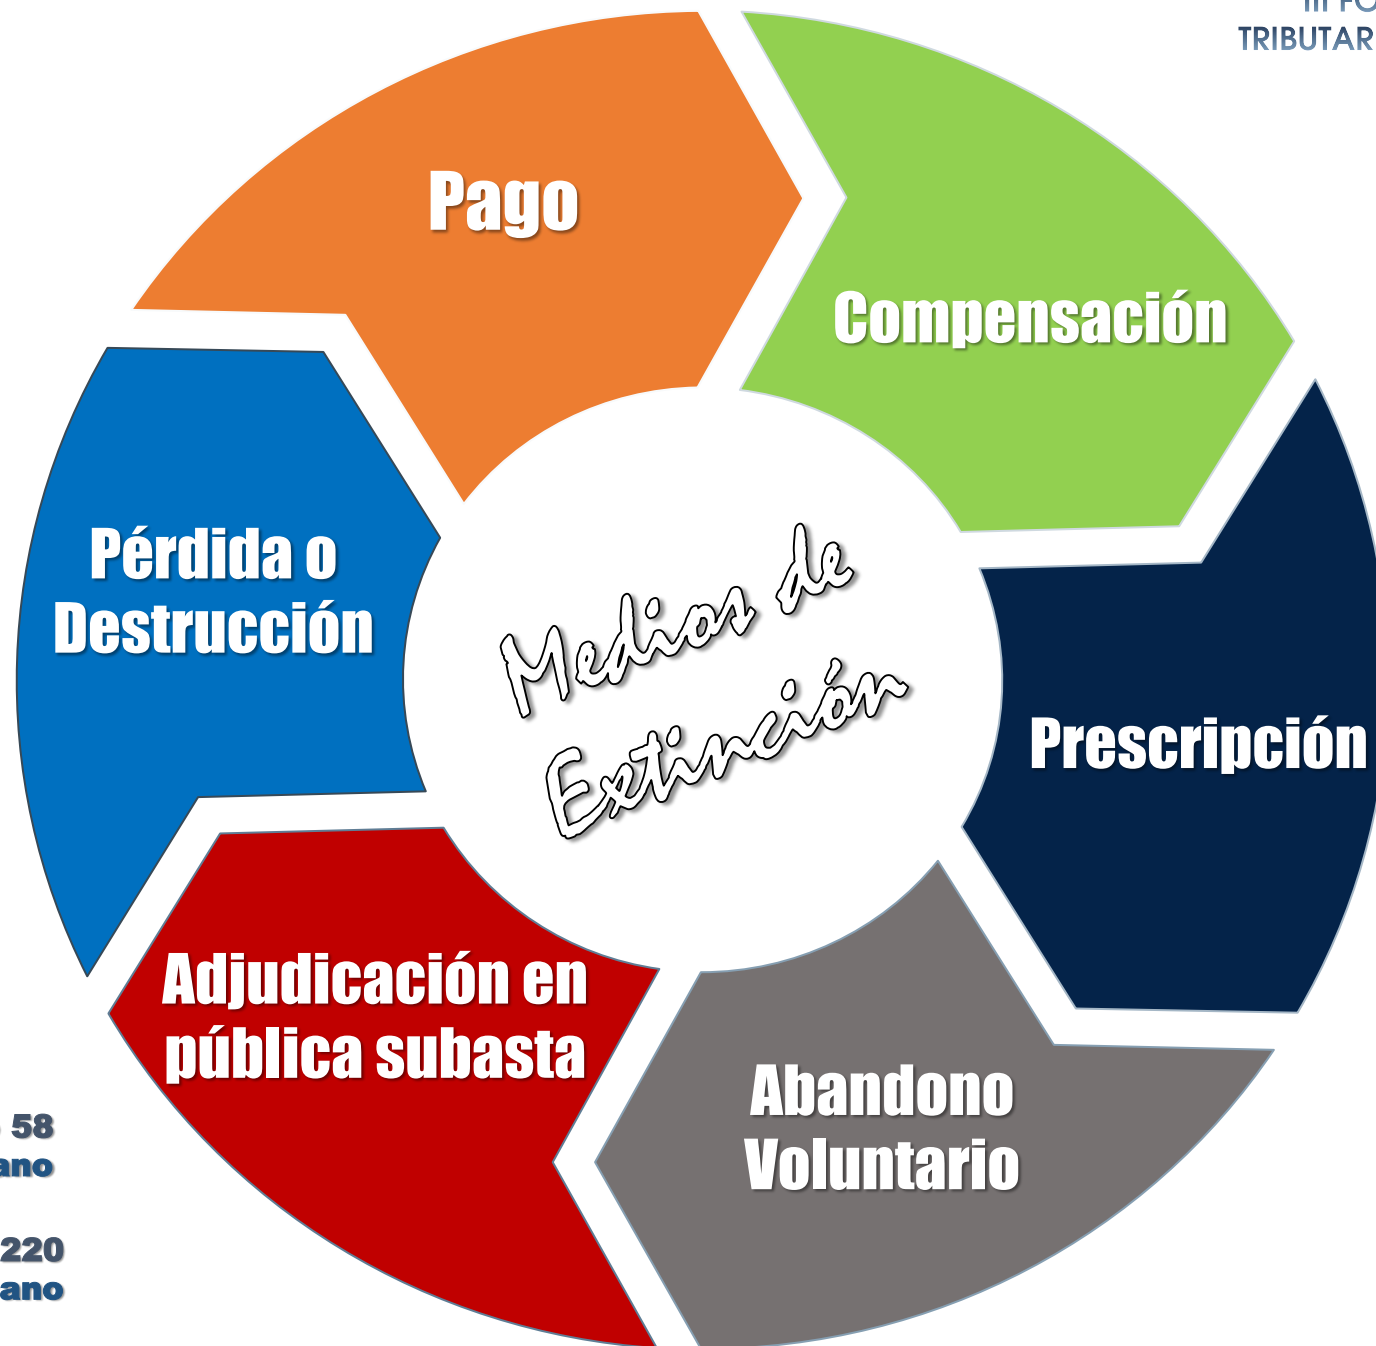 TRIBUTAR
Pago
Compensación
Pérdida o
Destrucción
Medios de
Extinción
Prescripción
Adjudicación en
pública subasta
Abandono
Voluntario
58
ano
220
ano